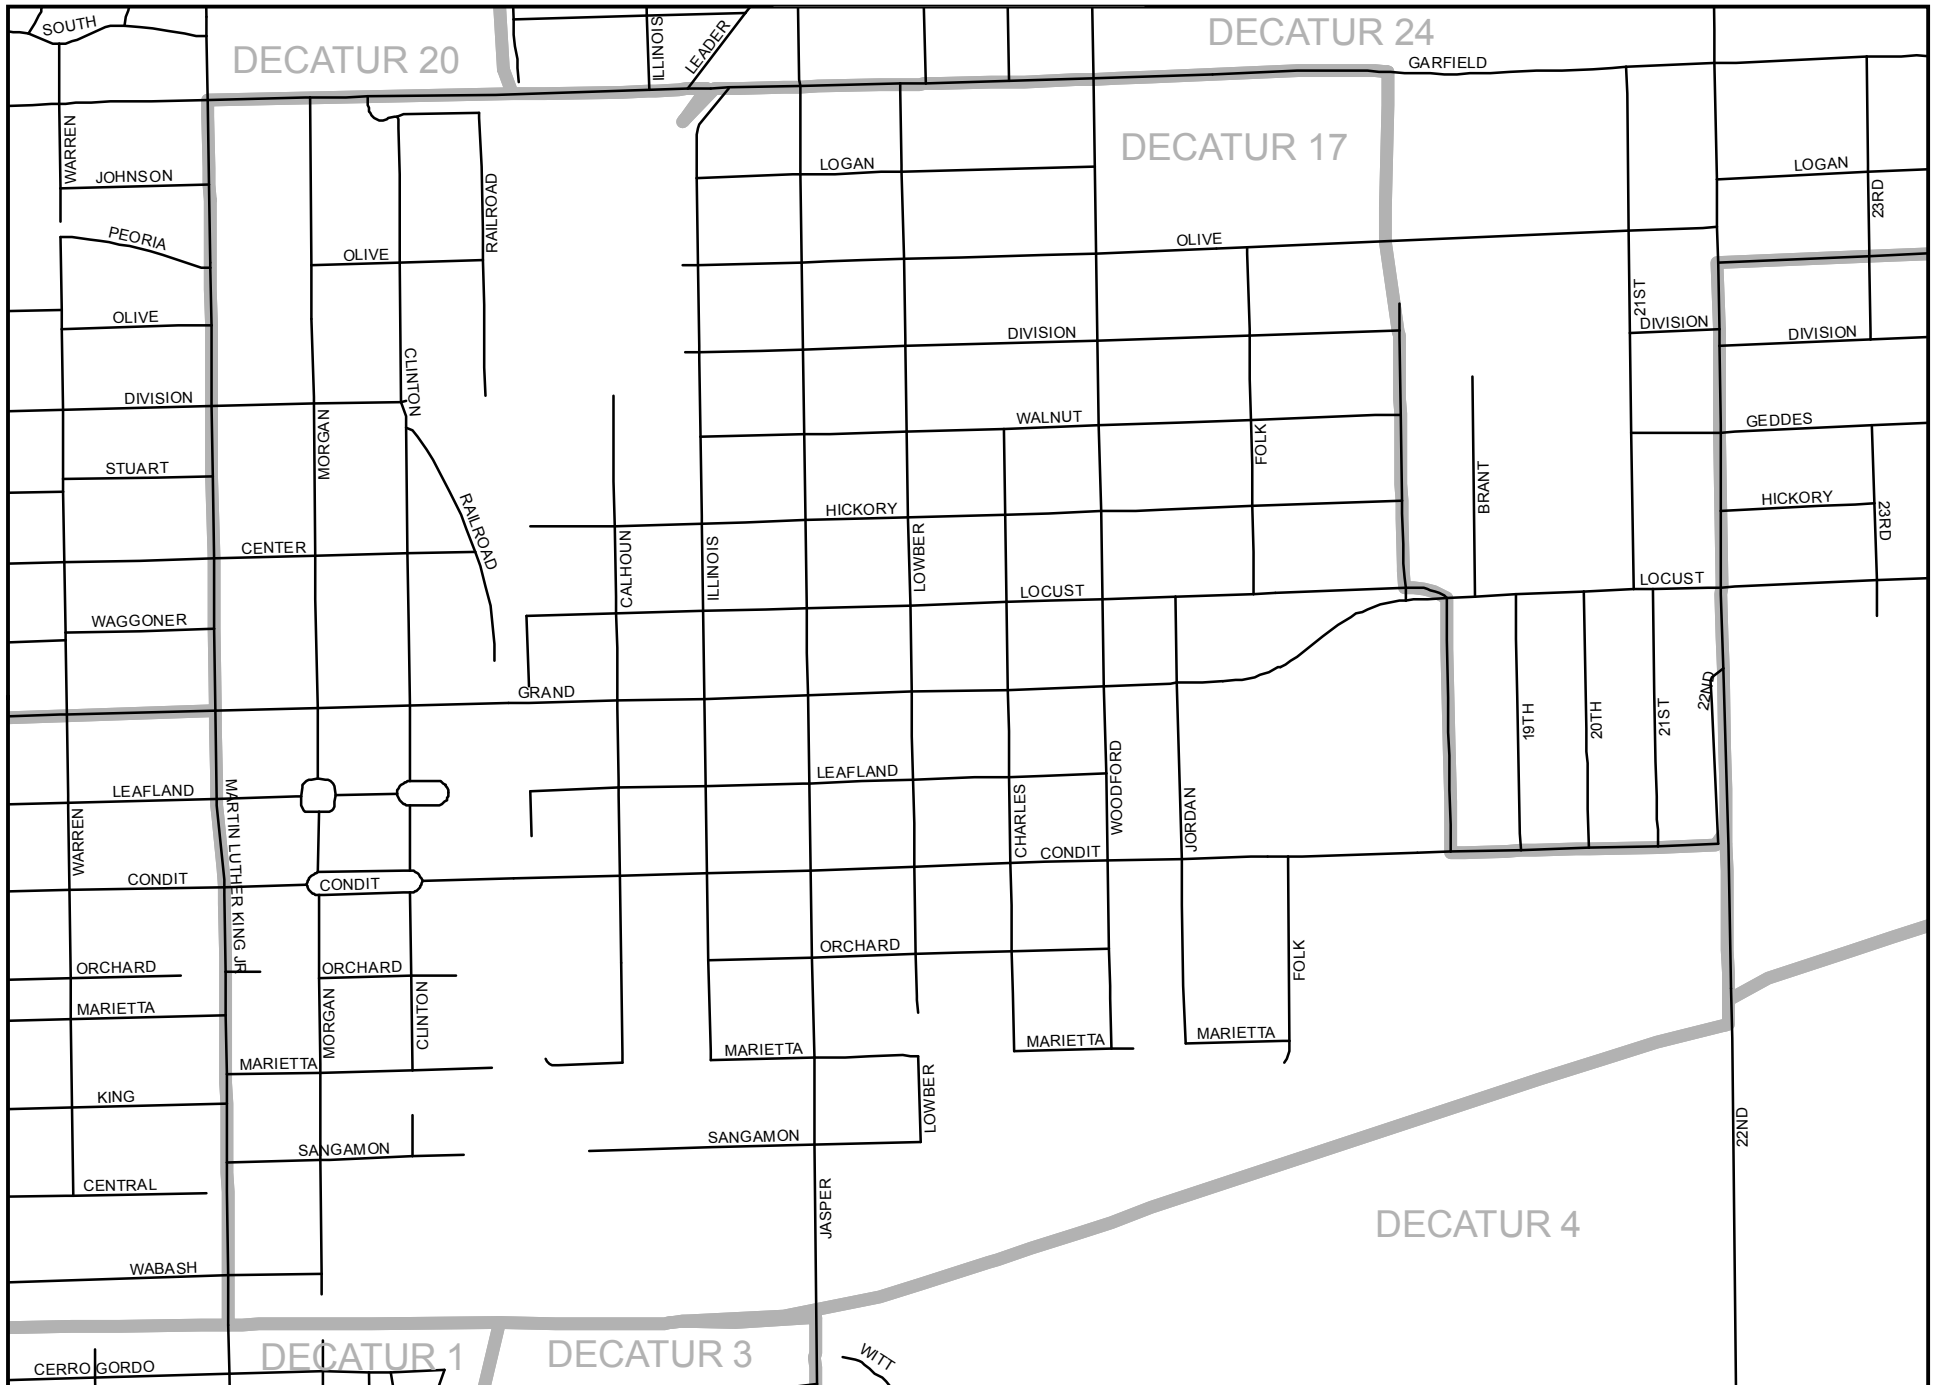 SOUTH
DECATUR 20
ILLINOIS
LEADER
DECATUR 24
GARFIELD
WARREN
JOHNSON
RAILROAD
LOGAN
DECATUR 17
LOGAN
23RD
PEORIA
OLIVE
OLIVE
21ST
OLIVE
CLINTON
DIVISION
DIVISION
DIVISION
DIVISION
MORGAN
WALNUT
FOLK
GEDDES
STUART
RAILROAD
HICKORY
BRANT
HICKORY
23RD
CENTER
CALHOUN
ILLINOIS
LOWBER
LOCUST
LOCUST
WAGGONER
GRAND
22ND
19TH
20TH
21ST
LEAFLAND
MARTIN LUTHER KING JR
LEAFLAND
CHARLES
WOODFORD
JORDAN
WARREN
CONDIT
CONDIT
CONDIT
ORCHARD
ORCHARD
ORCHARD
FOLK
MARIETTA
MORGAN
CLINTON
MARIETTA
MARIETTA
MARIETTA
MARIETTA
KING
LOWBER
22ND
SANGAMON
SANGAMON
CENTRAL
JASPER
DECATUR 4
WABASH
CERRO GORDO
DECATUR 1
DECATUR 3
WITT